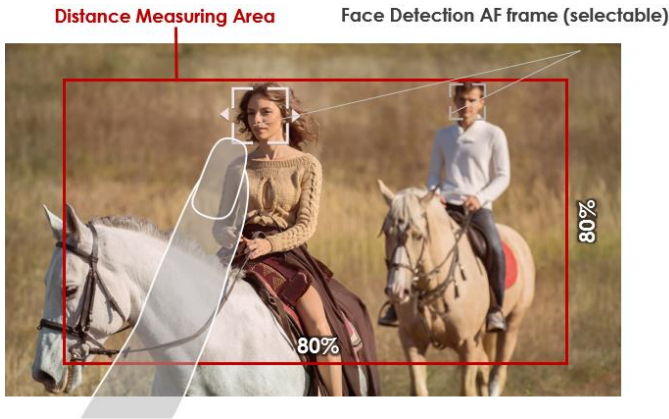 Distance Measuring Area
Face Detection AF frame (selectable)
80%
80%